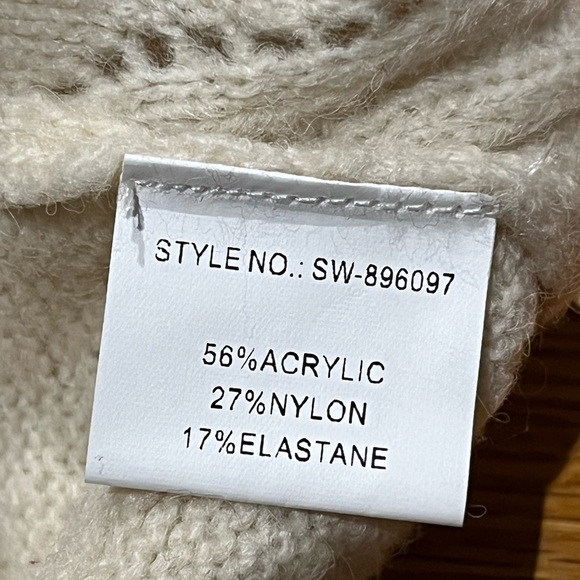 STYLE NO.: SW-896097
56%ACRYLIC
27%NYLON
17%ELASTANE